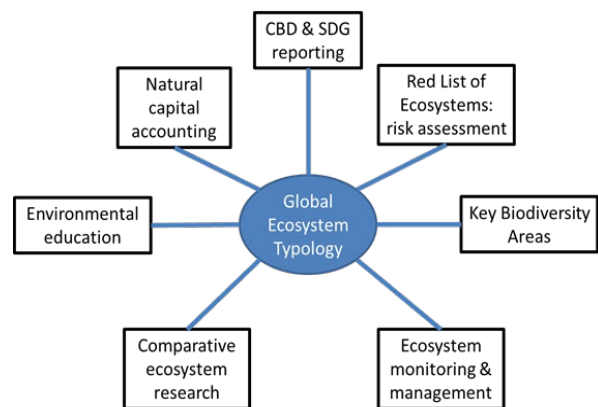 CBD & SDG
reporting
Natural
capital
accounting
Red List of
Ecosystems:
risk assessment
Global
Ecosystem
Typology
Environmental
education
Key Biodiversity
Areas
Comparative
ecosystem
research
Ecosystem
monitoring &
management